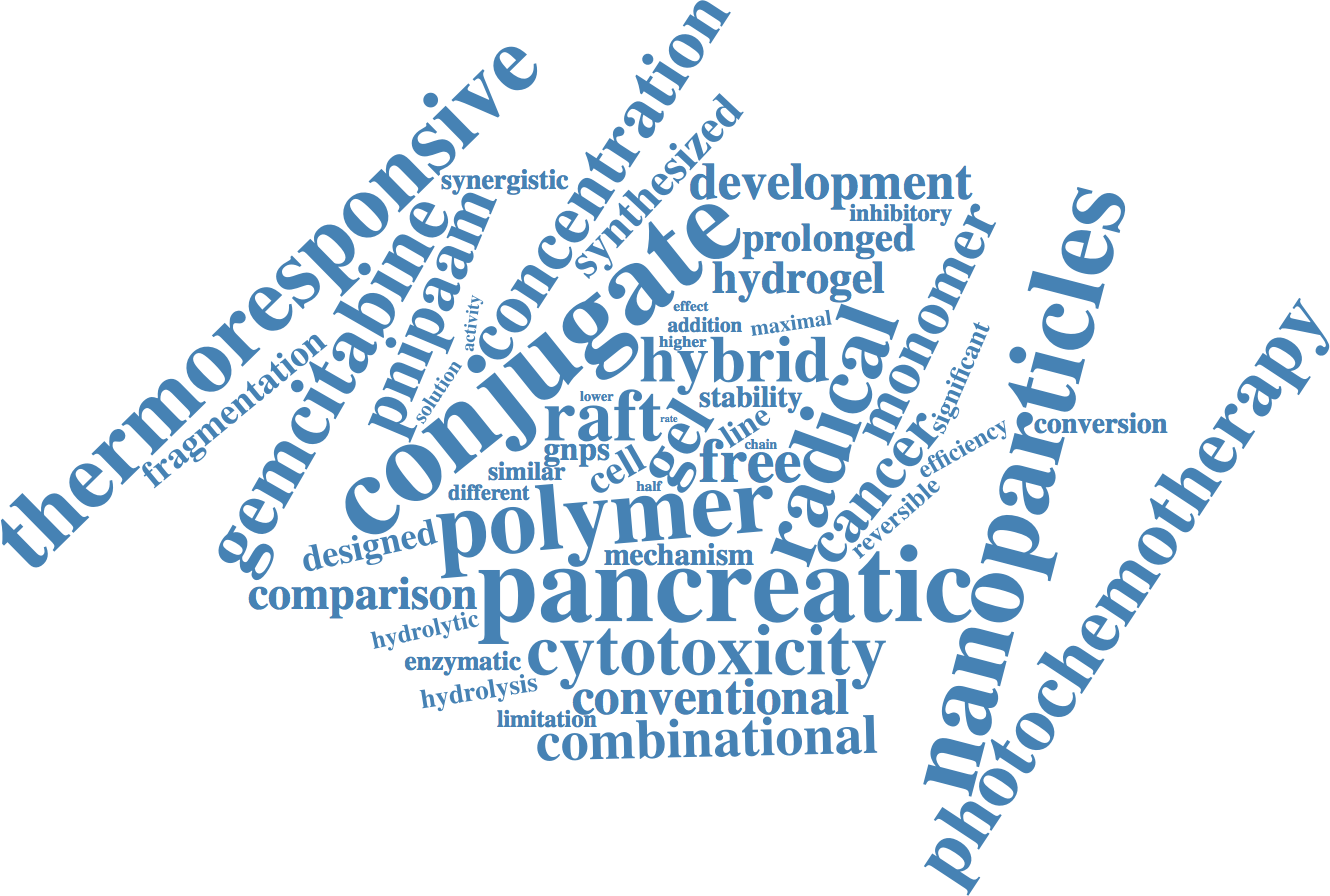 thermoresponsive
concentration
synthesized
synergistic
development
inhibitory
prolonged
hydrogel
gemcitabine
pnipaam
conjugate
monomer
nanoparticles
photochemotherapy
fragmentation
activity
solution
effect
addition
maximal
higher
hybrid
radical
significant
lower
raft
rate
stability
gel
line
chain
conversion
gnps
cell
free
cancer
efficiency
similar
different
half
reversible
designed
polymer
mechanism
comparison
pancreatic
hydrolytic
enzymatic
cytotoxicity
hydrolysis
conventional
limitation
combinational